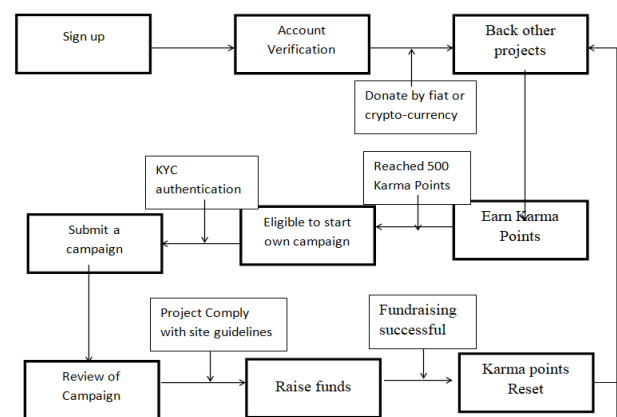 Sign up
Account
Verification
Back other
projects
Donate by fiat or
crypto-currency
KYC
authentication
Reached 500
Karma Points
Submit a
campaign
Eligible to start
own campaign
Earn Karma
Points
Project Comply
with site guidelines
Fundraising
successful
Review of
Campaign
Raise funds
Karma points
Reset